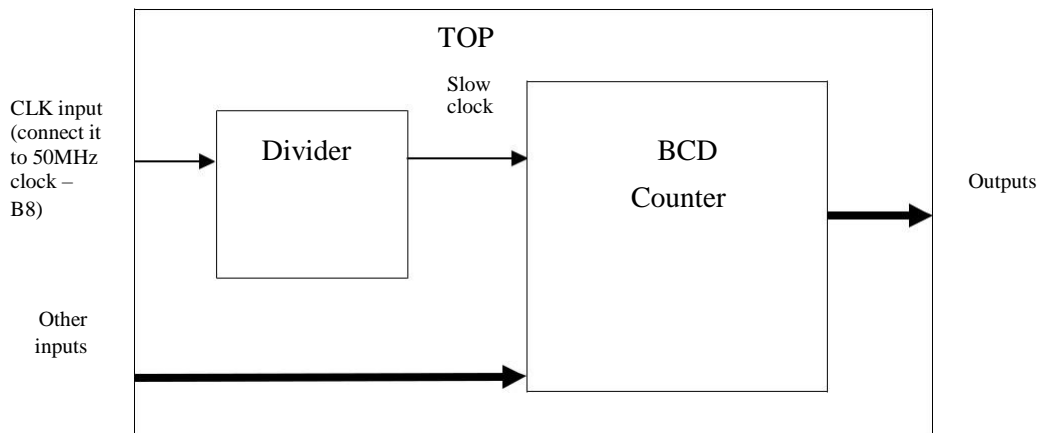 TOP
Slow
clock
CLK input
(connect it
to 50MHz
clock –
B8)
Divider
BCD
Counter
Outputs
Other
inputs